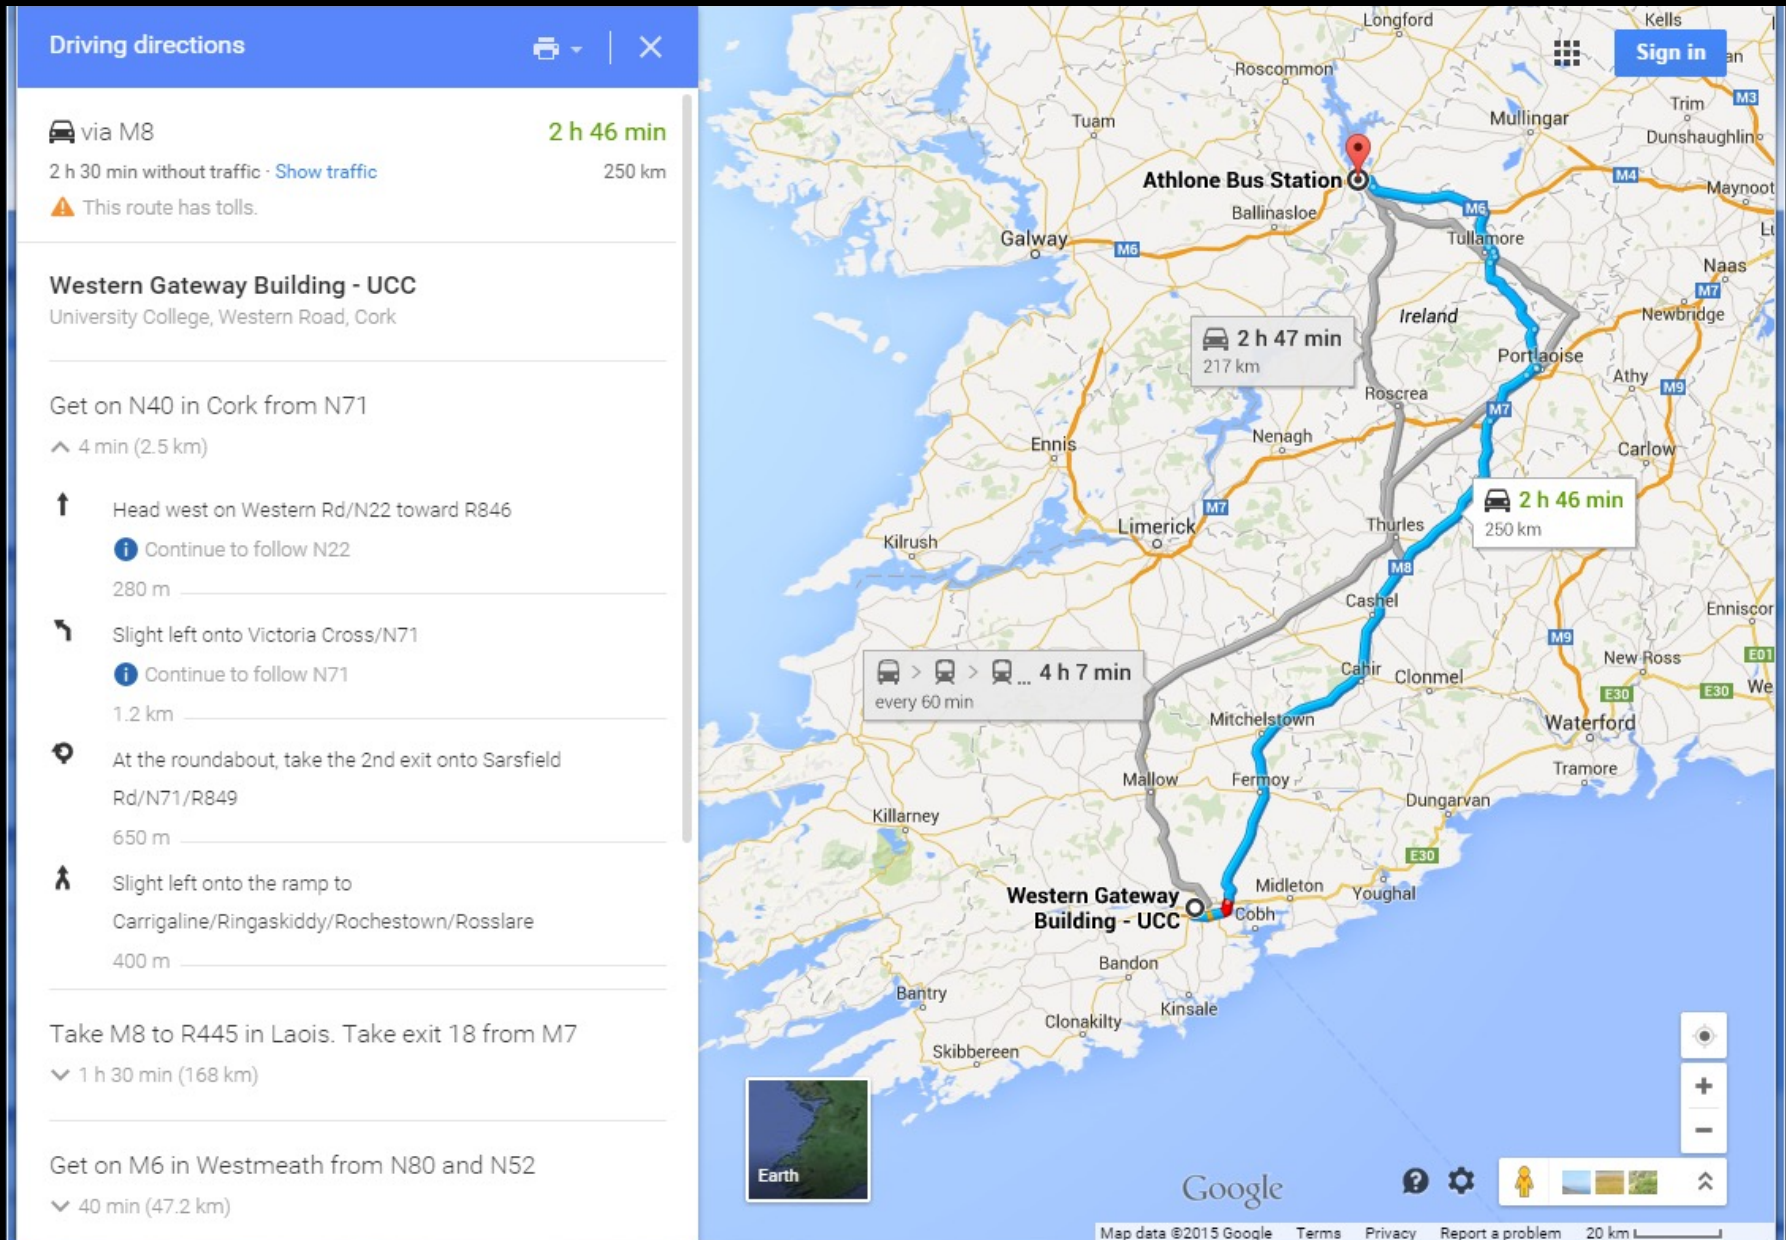 Driving directions
via M8
2 h 46 min
2 h 30 min without traffic · Show traffic
250 km
This route has tolls.
Western Gateway Building - UCC
University College, Western Road, Cork
Get on N40 in Cork from N71
4 min (2.5 km)
Head west on Western Rd/N22 toward R846
Continue to follow N22
280 m
Slight left onto Victoria Cross/N71
Continue to follow N71
1.2 km
At the roundabout, take the 2nd exit onto Sarsfield
Rd/N71/R849
650 m
Slight left onto the ramp to
Carrigaline/Ringaskiddy/Rochestown/Rosslare
400 m
Take M8 to R445 in Laois. Take exit 18 from M7
1 h 30 min (168 km)
Get on M6 in Westmeath from N80 and N52
40 min (47.2 km)
Longford
Kells
Sign in
an
Roscommon
Trim
M3
Tuam
Mullingar
Dunshaughlin
Athlone Bus Station
M4
Maynoot
Ballinasloe
M6
Galway
M6
Tullamore
Lu
Naas
M7
Ireland
Newbridge
2 h 47 min
217 km
Portlaoise
Athy
M9
Roscrea
M7
Ennis
Nenagh
Carlow
M7
2 h 46 min
250 km
Limerick
Thurles
Kilrush
M8
Cashel
Enniscor
M9
New Ross
E01
4 h 7 min
every 60 min
Cahir
Clonmel
E30
E30
We
Mitchelstown
Waterford
Mallow
Fermoy
Tramore
Dungarvan
Killarney
E30
Western Gateway
Building - UCC
Midleton
Youghal
Cobh
Bandon
Bantry
Kinsale
Clonakilty
Skibbereen
Earth
Google
Map data ©2015 Google
Terms
Privacy
Report a problem
20 km